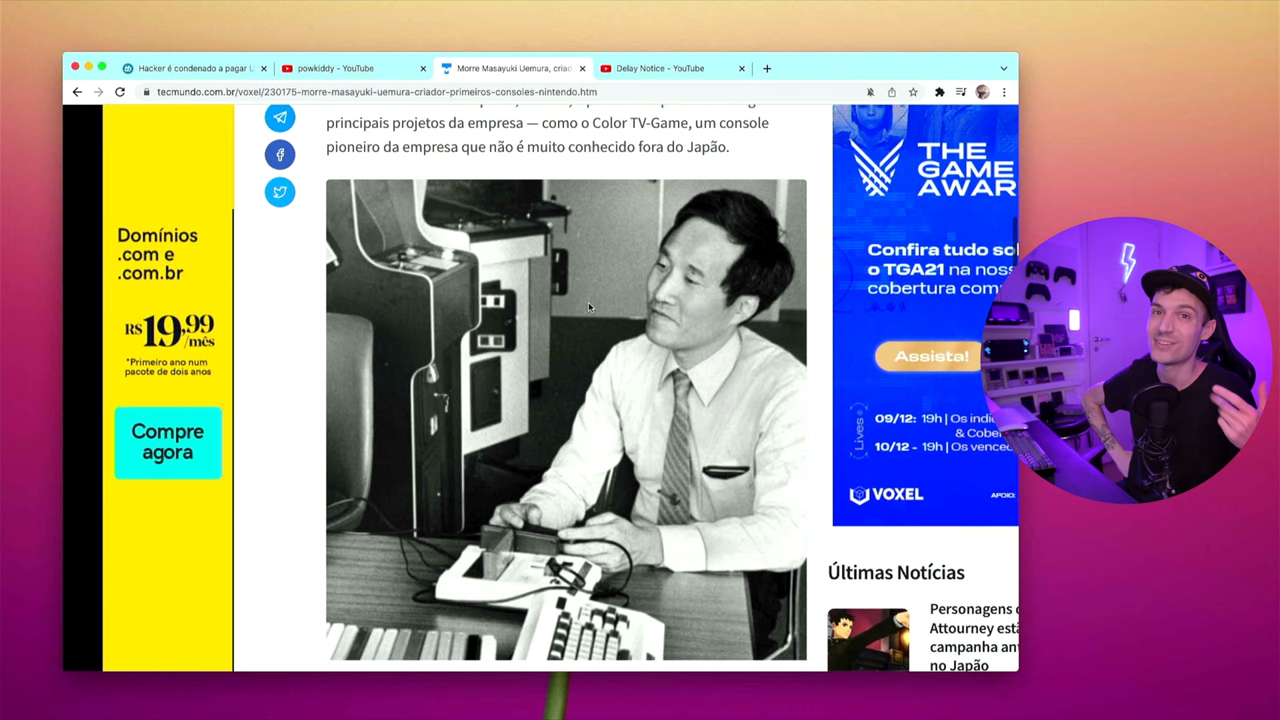 Hacker é condenado a pagar
powkiddy - YouTube
Morre Masayuki Uemura, criac
Delay Notice - YouTube
tecmundo.com.br/voxel/230175-morre-masayuki-uemura-criador-primeiros-consoles-nintendo.htm
principais projetos da empresa — como o Color TV-Game, um console
pioneiro da empresa que não é muito conhecido fora do Japão.
Domínios
.com e
.com.br
R$19,99
/mês
*Primeiro ano num
pacote de dois anos
Compre
agora
THE
GAME
AWAR
Confira tudo so
o TGA21 na noss
cobertura com
Assista!
Lives
09/12: 19h | Os indi
& Cober
10/12 - 19h | Os vence
VOXEL
APOIO:
Últimas Notícias
Personagens
Attourney est
campanha an
no Japão